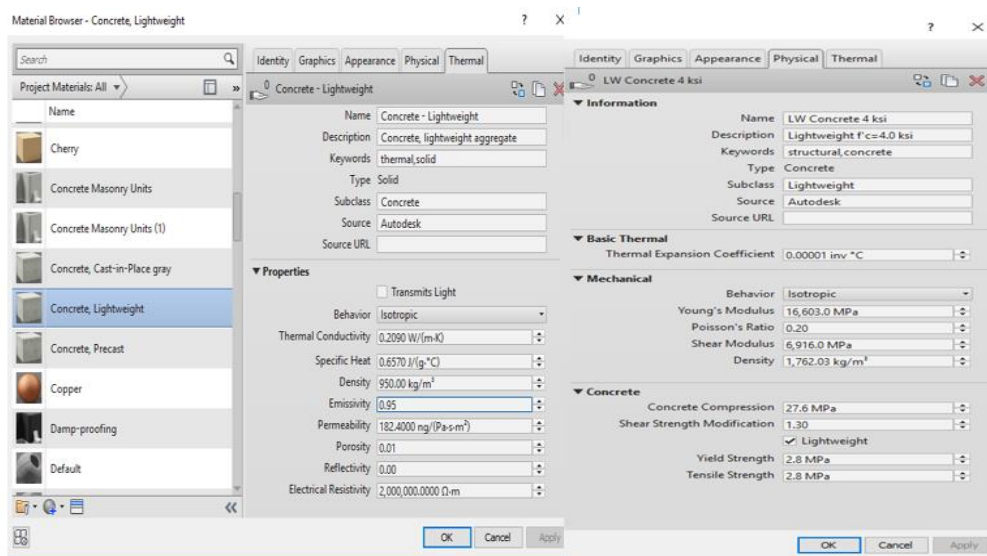 Material Browser - Concrete, Lightweight
? X
Search
Project Materials: All
Name
Cherry
Concrete Masonry Units
Concrete Masonry Units (1)
Concrete, Cast-in-Place gray
Concrete, Lightweight
Concrete, Precast
Copper
Damp-proofing
Default
Identity Graphics Appearance Physical Thermal
0 Concrete - Lightweight
Name Concrete - Lightweight
Description Concrete, lightweight aggregate
Keywords thermal,solid
Type Solid
Subclass Concrete
Source Autodesk
Source URL
▼ Properties
Transmits Light
Behavior Isotropic
Thermal Conductivity 0.2090 W/(m·K)
Specific Heat 0.6570 J/(g·°C)
Density 950.00 kg/m³
Emissivity 0.95
Permeability 182.4000 ng/(Pa·s·m²)
Porosity 0.01
Reflectivity 0.00
Electrical Resistivity 2,000,000.0000 Ω·m
OK Cancel Apply
? X
Identity Graphics Appearance Physical Thermal
0 LW Concrete 4 ksi
▼ Information
Name LW Concrete 4 ksi
Description Lightweight f'c=4.0 ksi
Keywords structural,concrete
Type Concrete
Subclass Lightweight
Source Autodesk
Source URL
▼ Basic Thermal
Thermal Expansion Coefficient 0.00001 inv °C
▼ Mechanical
Behavior Isotropic
Young's Modulus 16,603.0 MPa
Poisson's Ratio 0.20
Shear Modulus 6,916.0 MPa
Density 1,762.03 kg/m³
▼ Concrete
Concrete Compression 27.6 MPa
Shear Strength Modification 1.30
Lightweight
Yield Strength 2.8 MPa
Tensile Strength 2.8 MPa
OK Cancel Apply